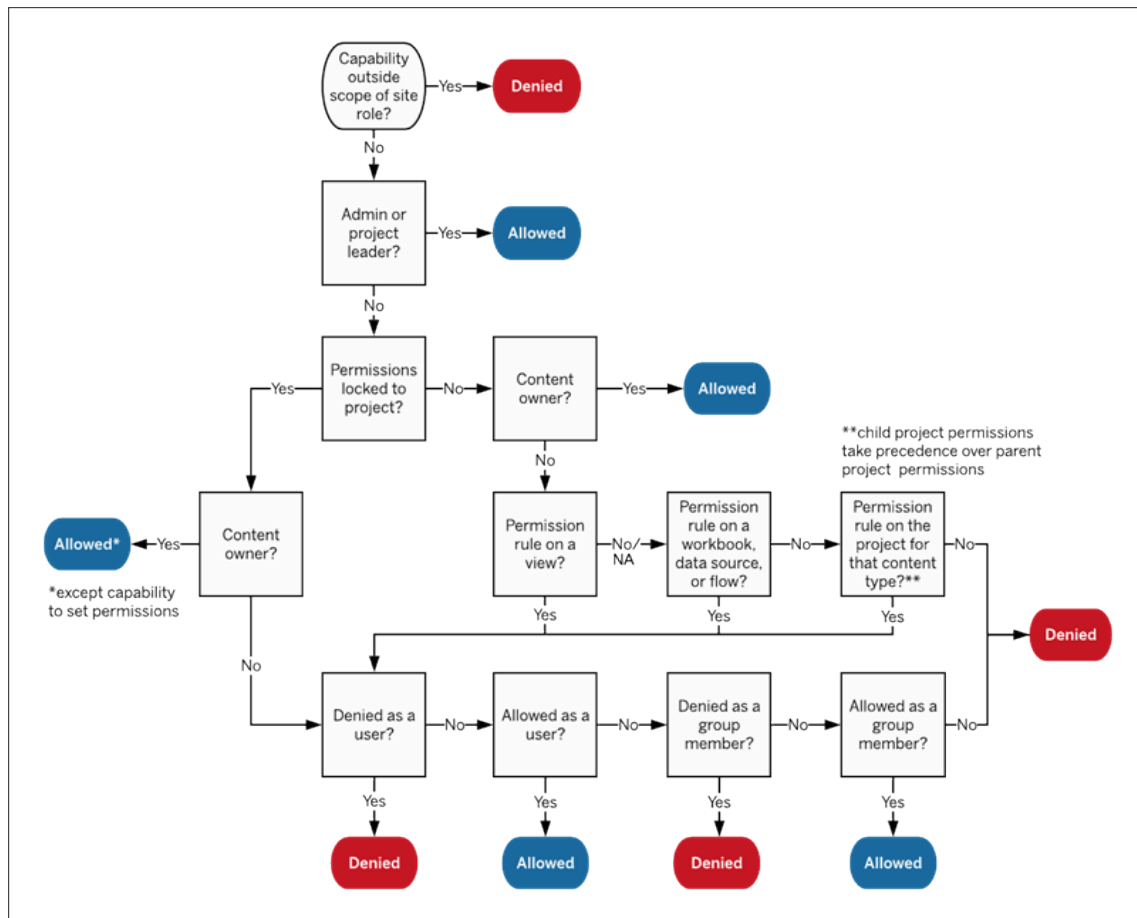 Capability
outside
scope of site
role?
Yes
Denied
No
Admin or
project
leader?
Yes
Allowed
No
Permissions
locked to
project?
Yes
No
Content
owner?
Yes
Allowed
No
**child project permissions
take precedence over parent
project permissions
Content
owner?
Yes
Allowed*
*except capability
to set permissions
No
Permission
rule on a
view?
No/
NA
Permission
rule on a
workbook,
data source,
or flow?
No
Permission
rule on the
project for
that content
type?**
No
Yes
Yes
Yes
Denied
Denied as a
user?
No
Allowed as a
user?
No
Denied as a
group
member?
No
Allowed as a
group
member?
No
Yes
Yes
Yes
Yes
Denied
Allowed
Denied
Allowed